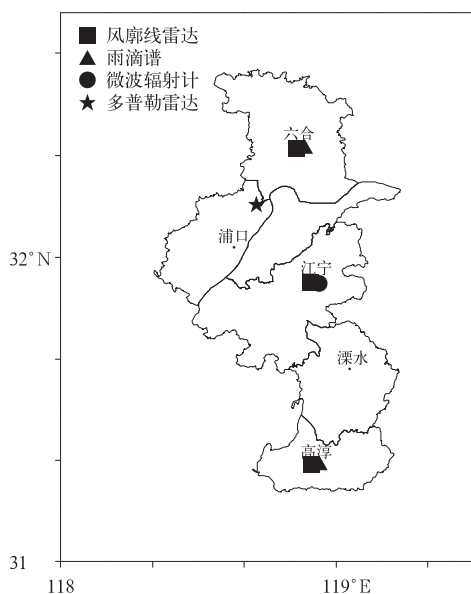 风廓线雷达
雨滴谱
微波辐射计
多普勒雷达
六合
浦口
32°N
江宁
溧水
高淳
31
118
119°E